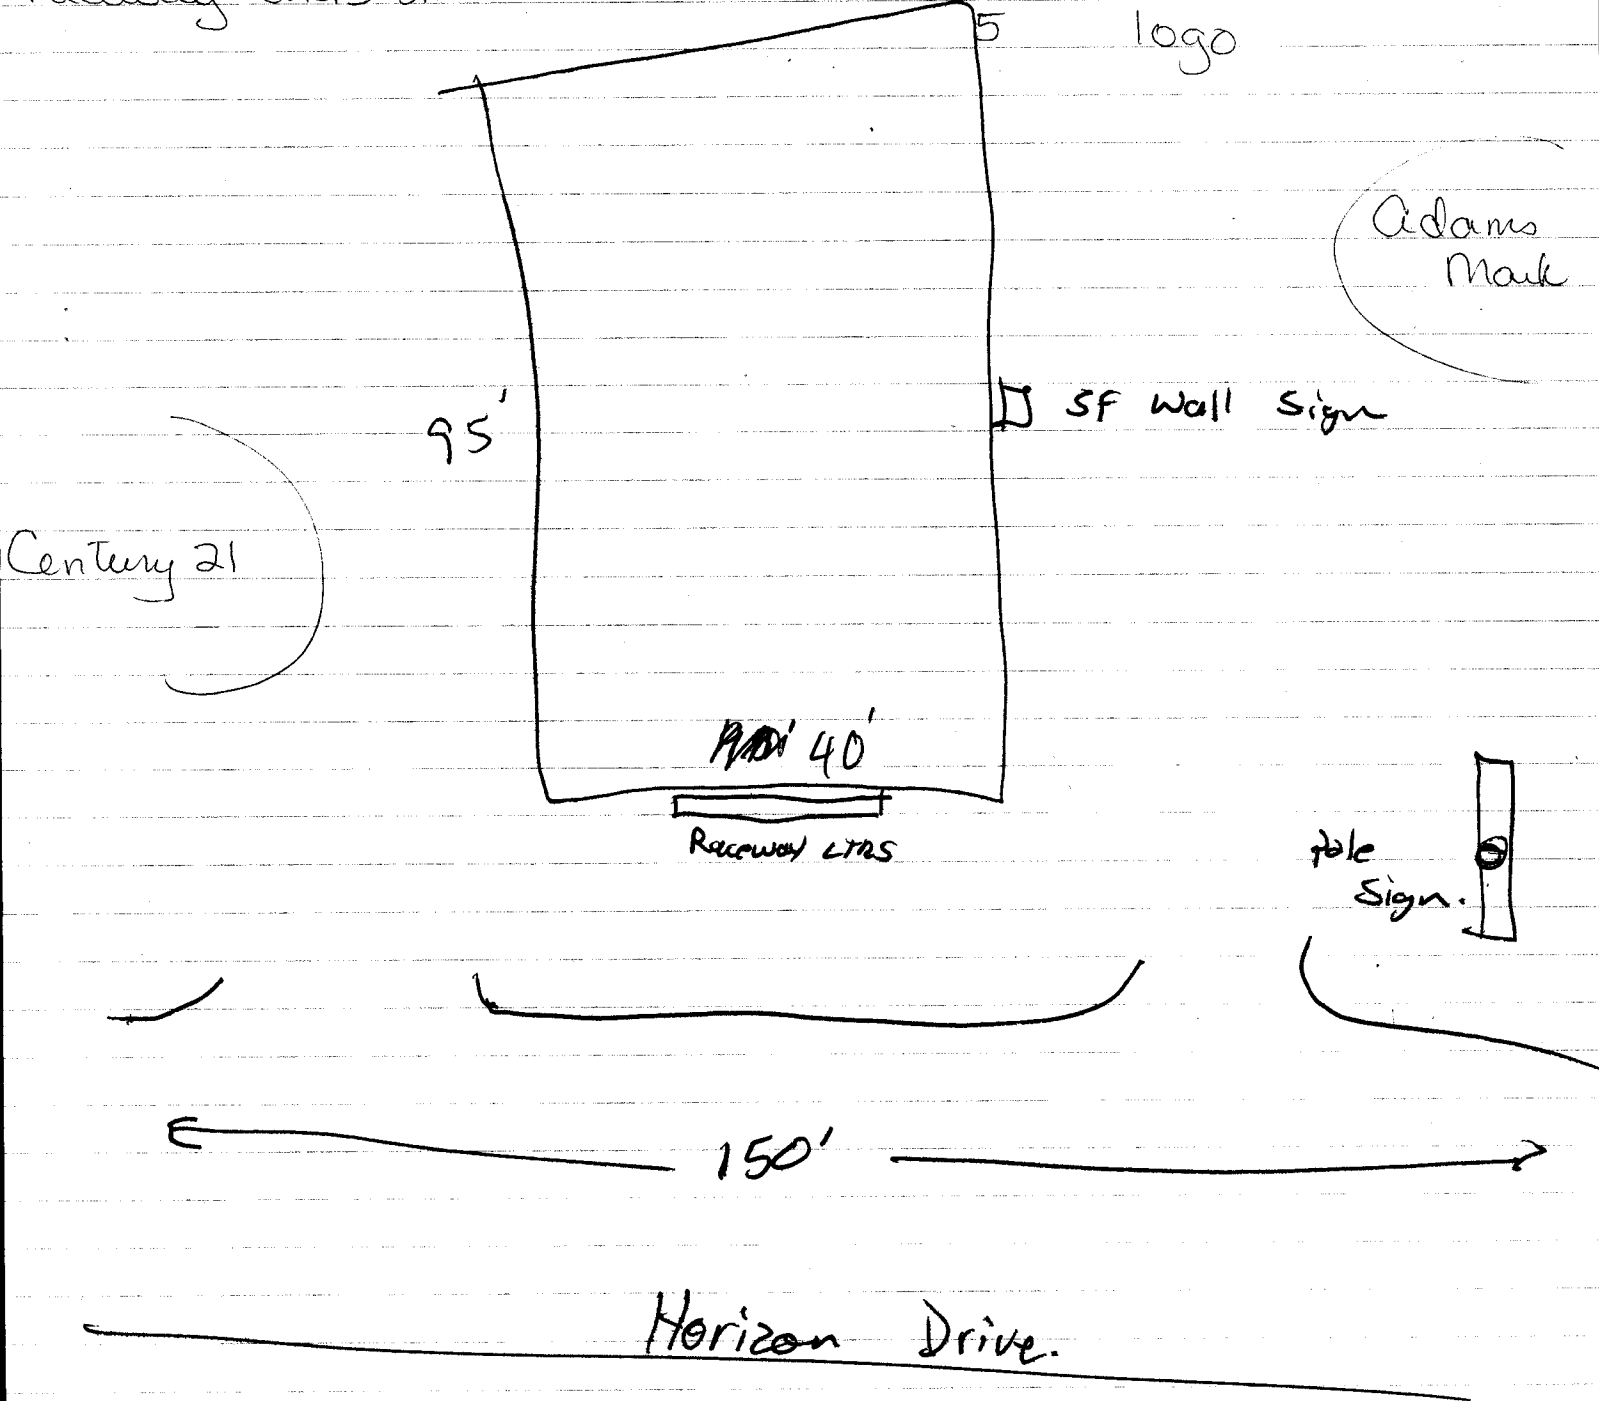 5 logo
Adams
Mark
SF Wall Sign
95'
Century 21
40'
Raceway LTRS
Pole
Sign.
150'
Horizon Drive.